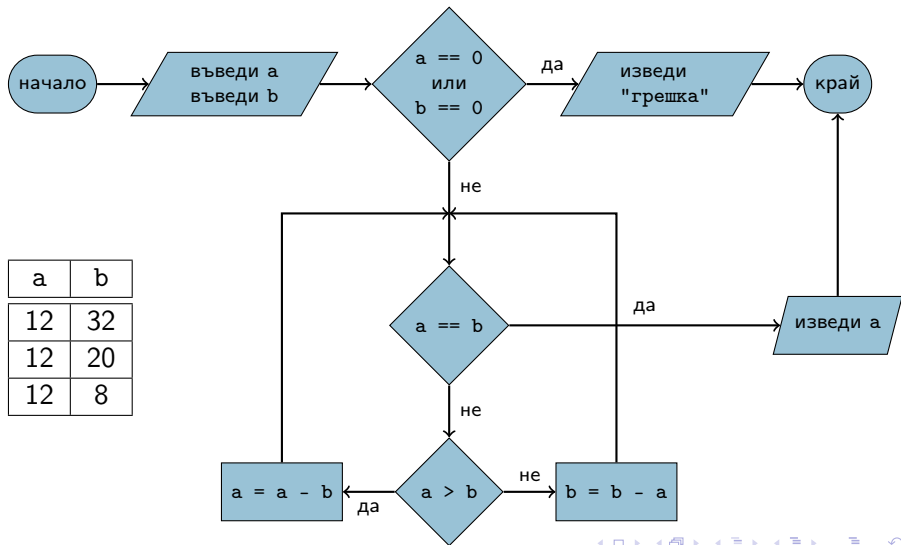 начало
въведи a
въведи b
a == 0
или
b == 0
да
изведи
"грешка"
край
не
a b
12 32
12 20
12 8
a == b
да
изведи a
не
a = a - b
да
a > b
не
b = b - a